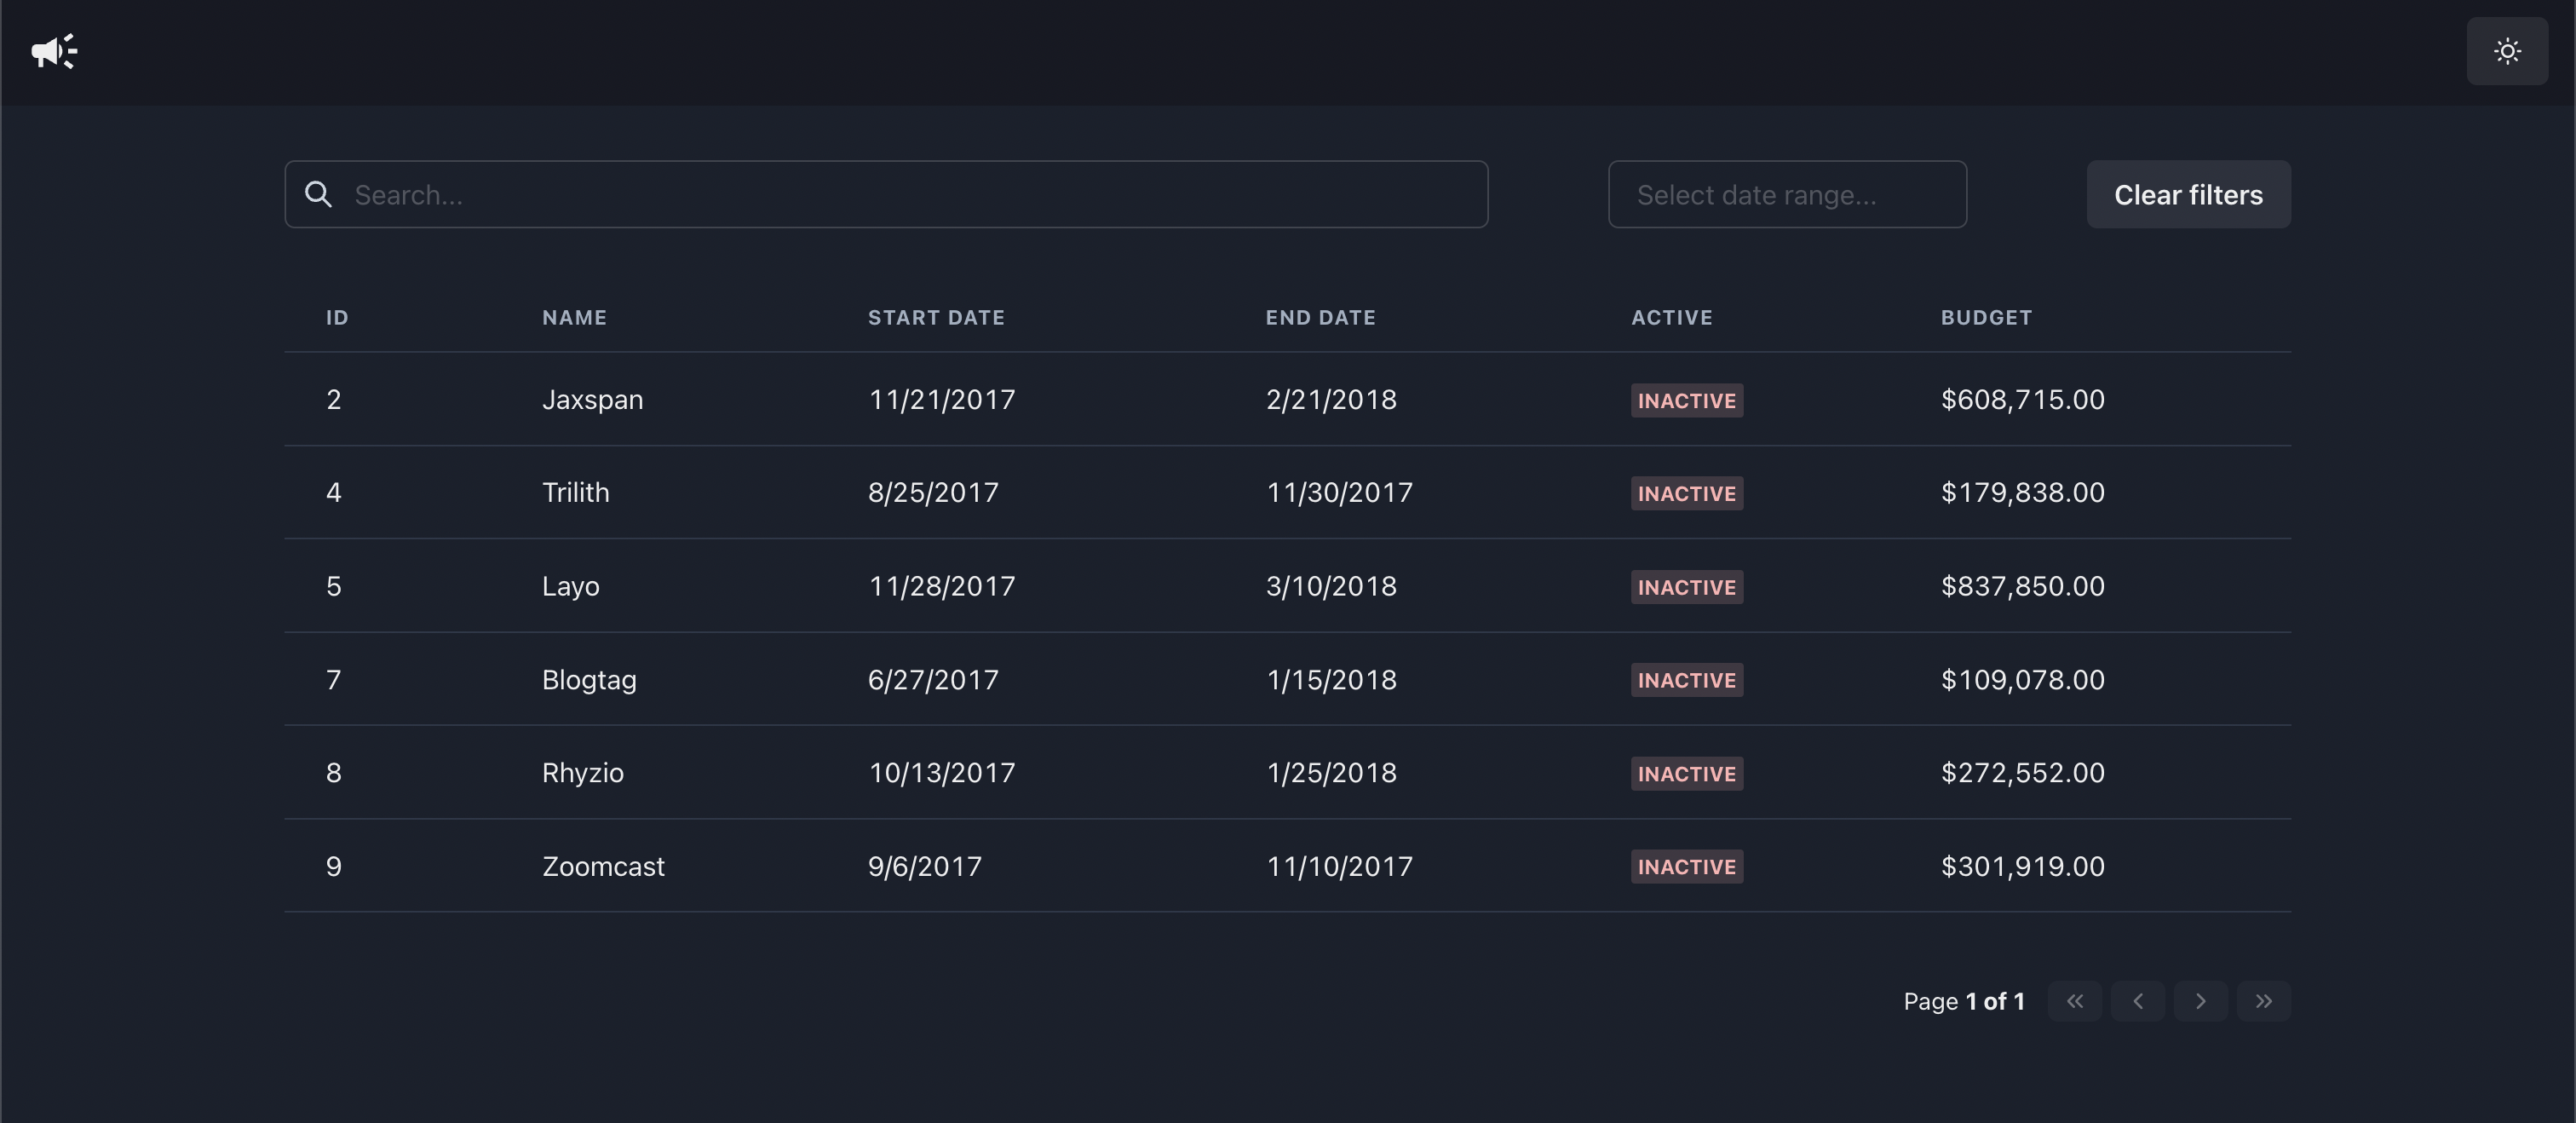 Search...
Select date range...
Clear filters
ID NAME START DATE END DATE ACTIVE BUDGET
2 Jaxspan 11/21/2017 2/21/2018 INACTIVE $608,715.00
4 Trilith 8/25/2017 11/30/2017 INACTIVE $179,838.00
5 Layo 11/28/2017 3/10/2018 INACTIVE $837,850.00
7 Blogtag 6/27/2017 1/15/2018 INACTIVE $109,078.00
8 Rhyzio 10/13/2017 1/25/2018 INACTIVE $272,552.00
9 Zoomcast 9/6/2017 11/10/2017 INACTIVE $301,919.00
Page 1 of 1